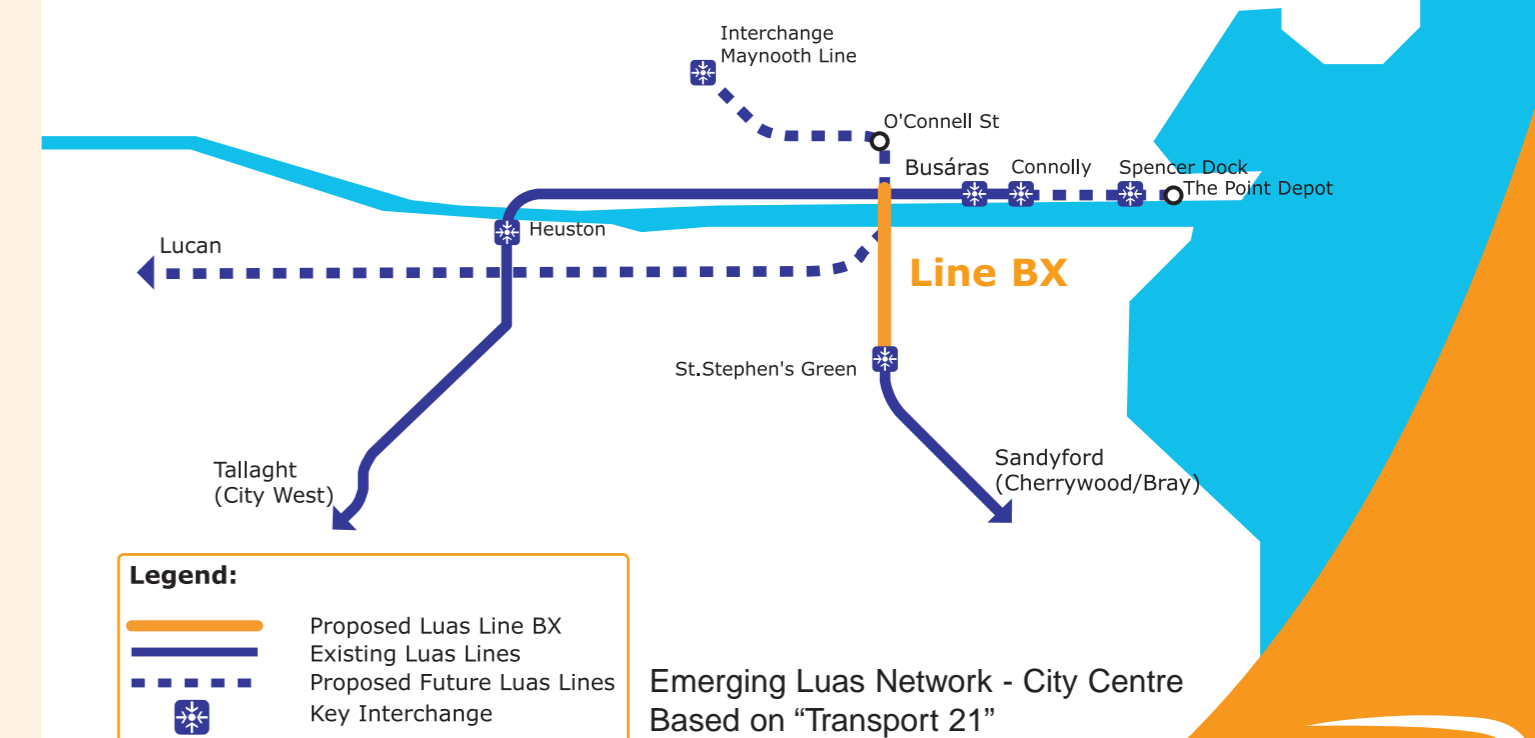 Interchange
Maynooth Line
O'Connell St
Busáras
Connolly
Spencer Dock
The Point Depot
Heuston
Lucan
Line BX
St.Stephen's Green
Tallaght
(City West)
Sandyford
(Cherrywood/Bray)
Legend:
Proposed Luas Line BX
Existing Luas Lines
Proposed Future Luas Lines
Key Interchange
Emerging Luas Network - City Centre
Based on “Transport 21”